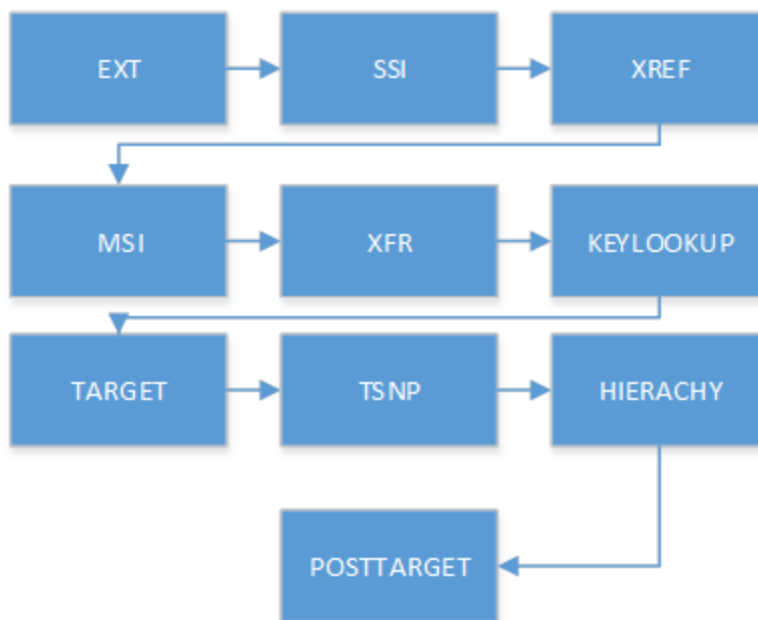 EXT
SSI
XREF
MSI
XFR
KEYLOOKUP
TARGET
TSNP
HIERACHY
POSTTARGET